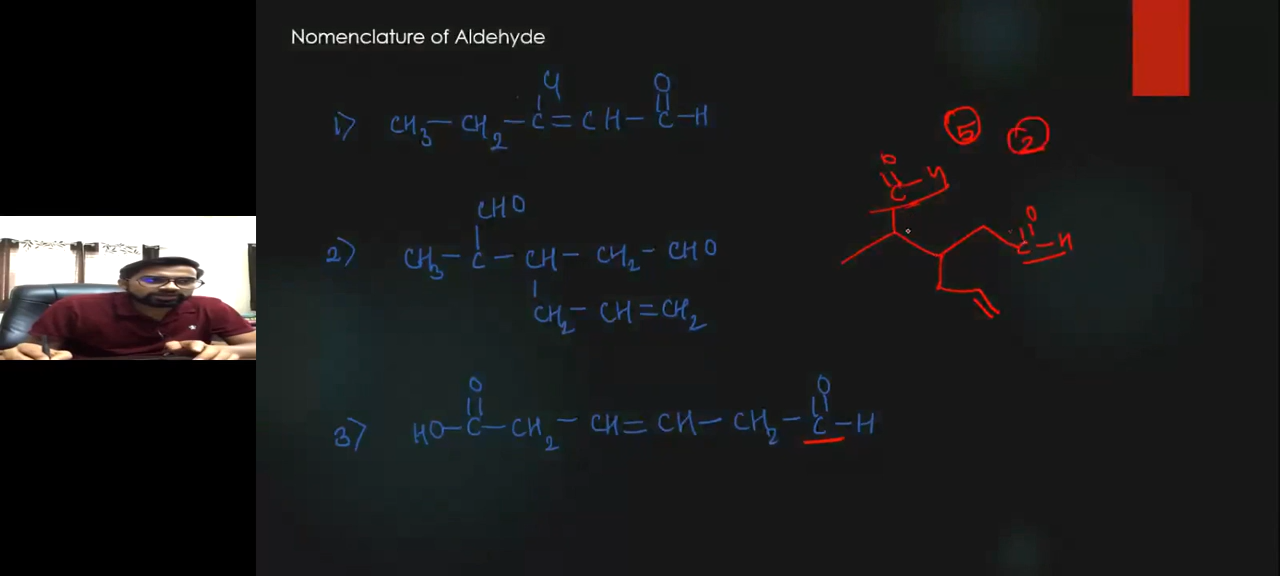 Nomenclature of Aldehyde
Cl O
1) CH3 - CH2 - C = CH - C - H
CHO
2) CH3 - C - CH - CH2 - CHO
CH2 - CH = CH2
O O
3) HO - C - CH2 - CH = CH - CH2 - C - H
5 2
O
C H
O
C - H